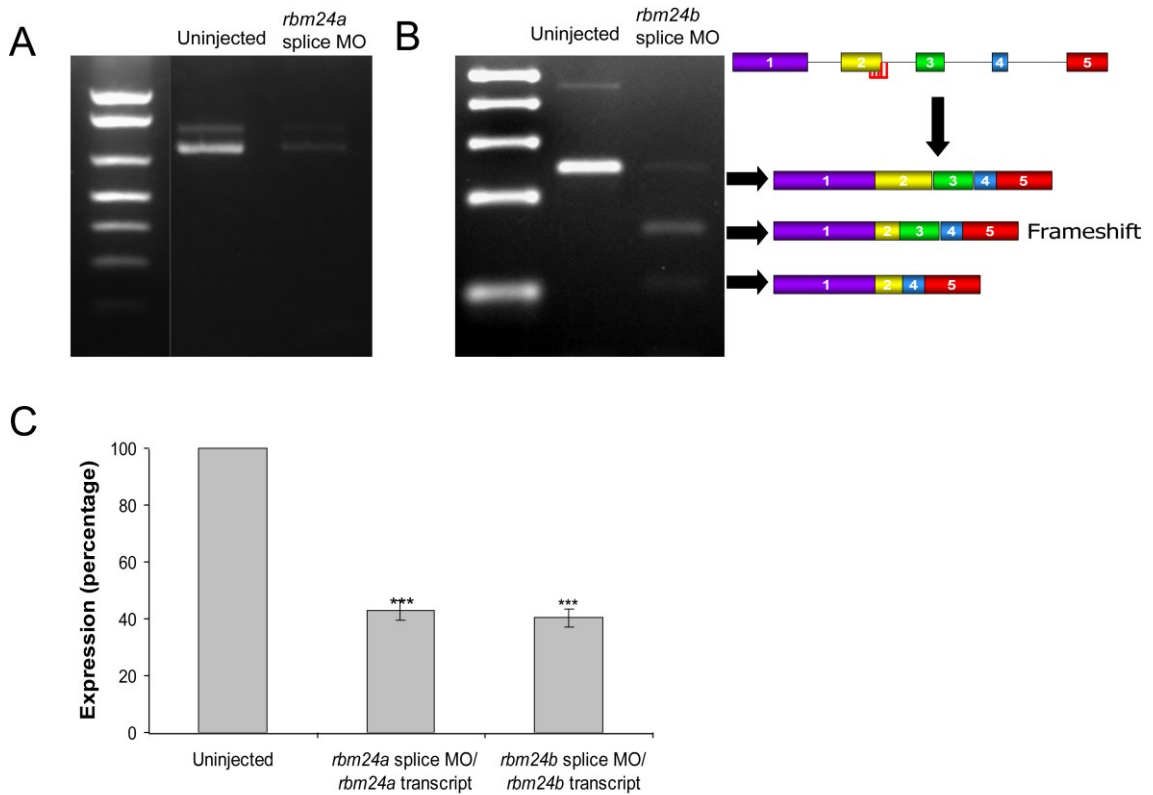 A
Uninjected
rbm24a
splice MO
B
Uninjected
rbm24b
splice MO
1 2 3 4 5
1 2 3 4 5
1 2 3 4 5 Frameshift
1 2 4 5
C
Expression (percentage)
100
80
60
40
20
0
***
***
Uninjected
rbm24a splice MO/
rbm24a transcript
rbm24b splice MO/
rbm24b transcript